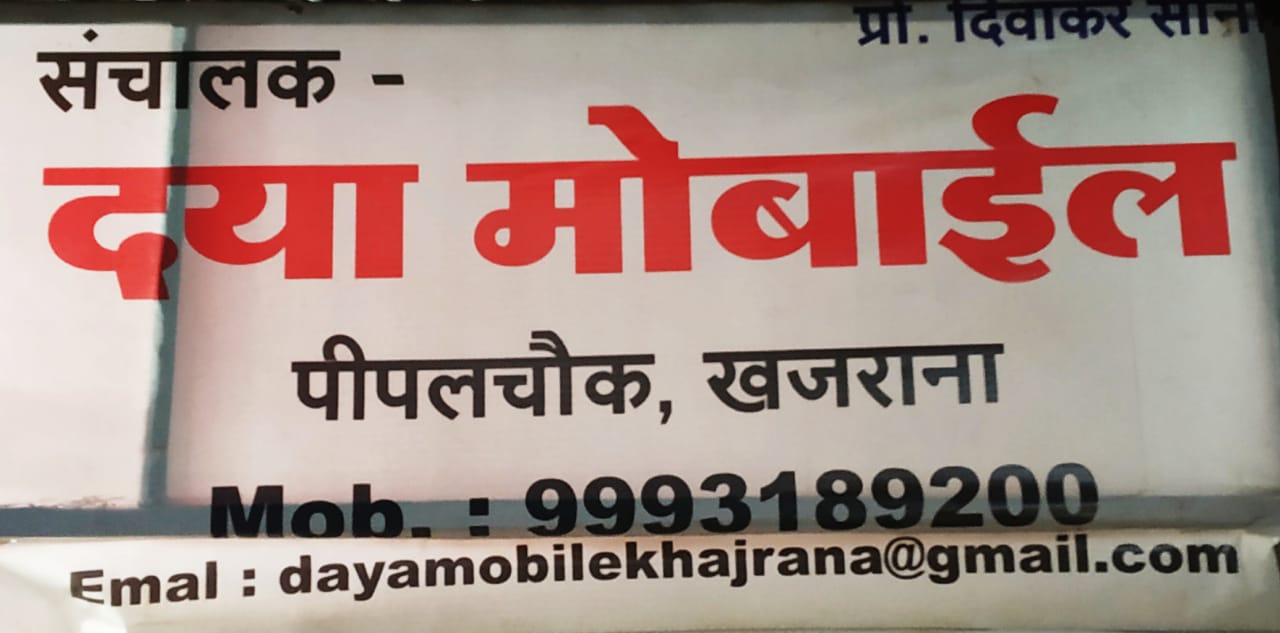 प्रो. दिवाकर
संचालक -
दया मोबाईल
पीपलचौक, खजराना
Mob. : 9993189200
Emal : dayamobilekhajrana@gmail.com